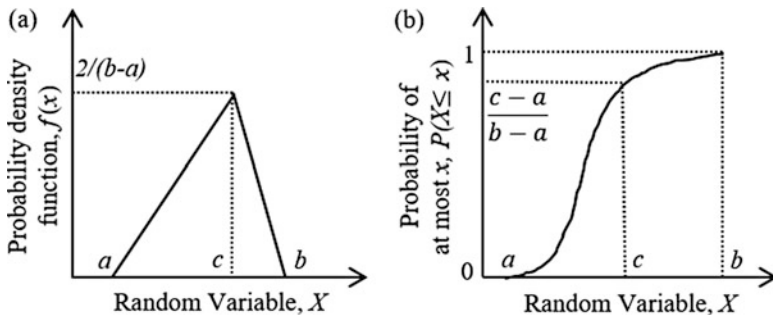 (a)
2/(b-a)
Probability density
function, f(x)
a
c
b
Random Variable, X
(b)
1
c − a
b − a
Probability of
at most x, P(X≤ x)
0
a
c
b
Random Variable, X